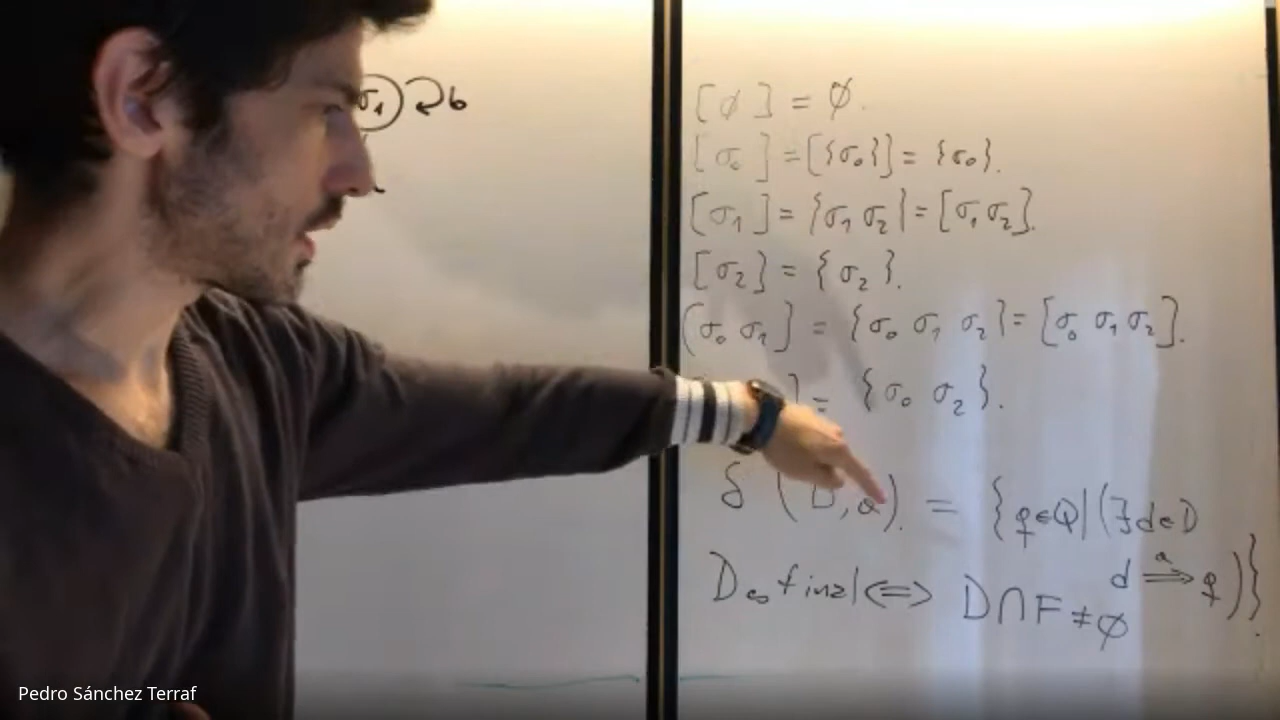 σ₁ b
[∅] = ∅.
[σ₀] = [{σ₀}] = {σ₀}.
[σ₁] = {σ₁ σ₂} = [σ₁ σ₂].
[σ₂] = {σ₂}.
[σ₀ σ₁] = {σ₀ σ₁ σ₂} = [σ₀ σ₁ σ₂].
] = {σ₀ σ₂}.
δ (D, a). = {q∈Q | (∃d∈D
d ⇒ᵃ q)}.
D es final ⇔ D∩F ≠ ∅
Pedro Sánchez Terraf